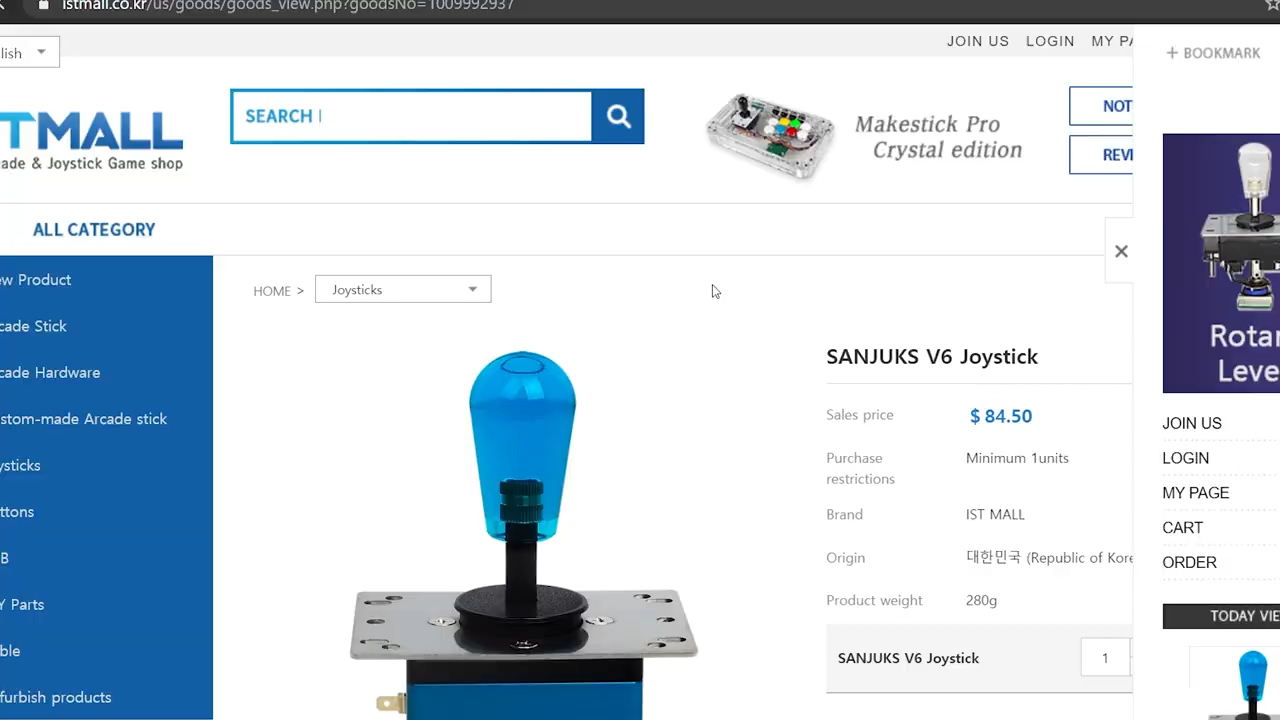 istmall.co.kr/us/goods/goods_view.php?goodsNo=1009992937
lish
JOIN US LOGIN MY PA
+ BOOKMARK
TMALL
ade & Joystick Game shop
SEARCH
Makestick Pro
Crystal edition
NOT
REVI
ALL CATEGORY
ew Product
cade Stick
cade Hardware
stom-made Arcade stick
ysticks
ttons
B
Y Parts
ble
furbish products
HOME >
Joysticks
SANJUKS V6 Joystick
Sales price
$ 84.50
Purchase
restrictions
Minimum 1units
Brand
IST MALL
Origin
대한민국 (Republic of Kore
Product weight
280g
SANJUKS V6 Joystick
1
×
Rotar
Leve
JOIN US
LOGIN
MY PAGE
CART
ORDER
TODAY VIE